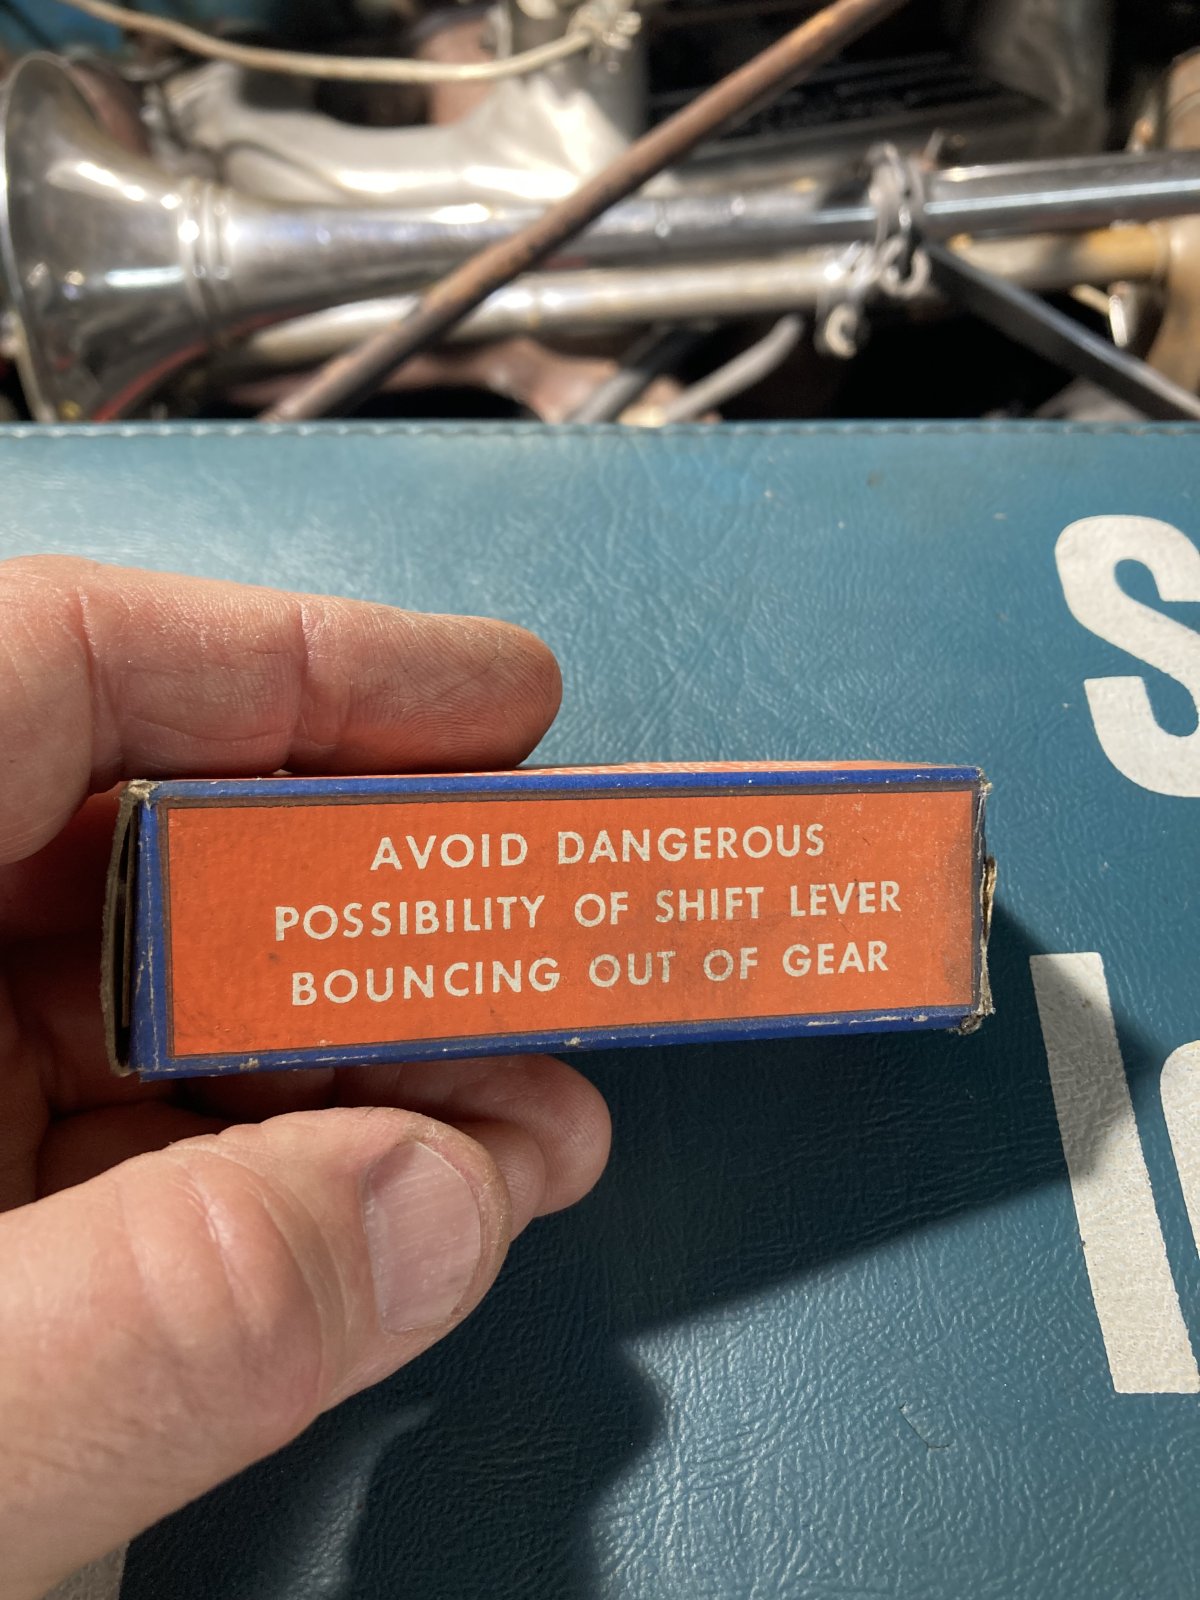 AVOID DANGEROUS
POSSIBILITY OF SHIFT LEVER
BOUNCING OUT OF GEAR
S